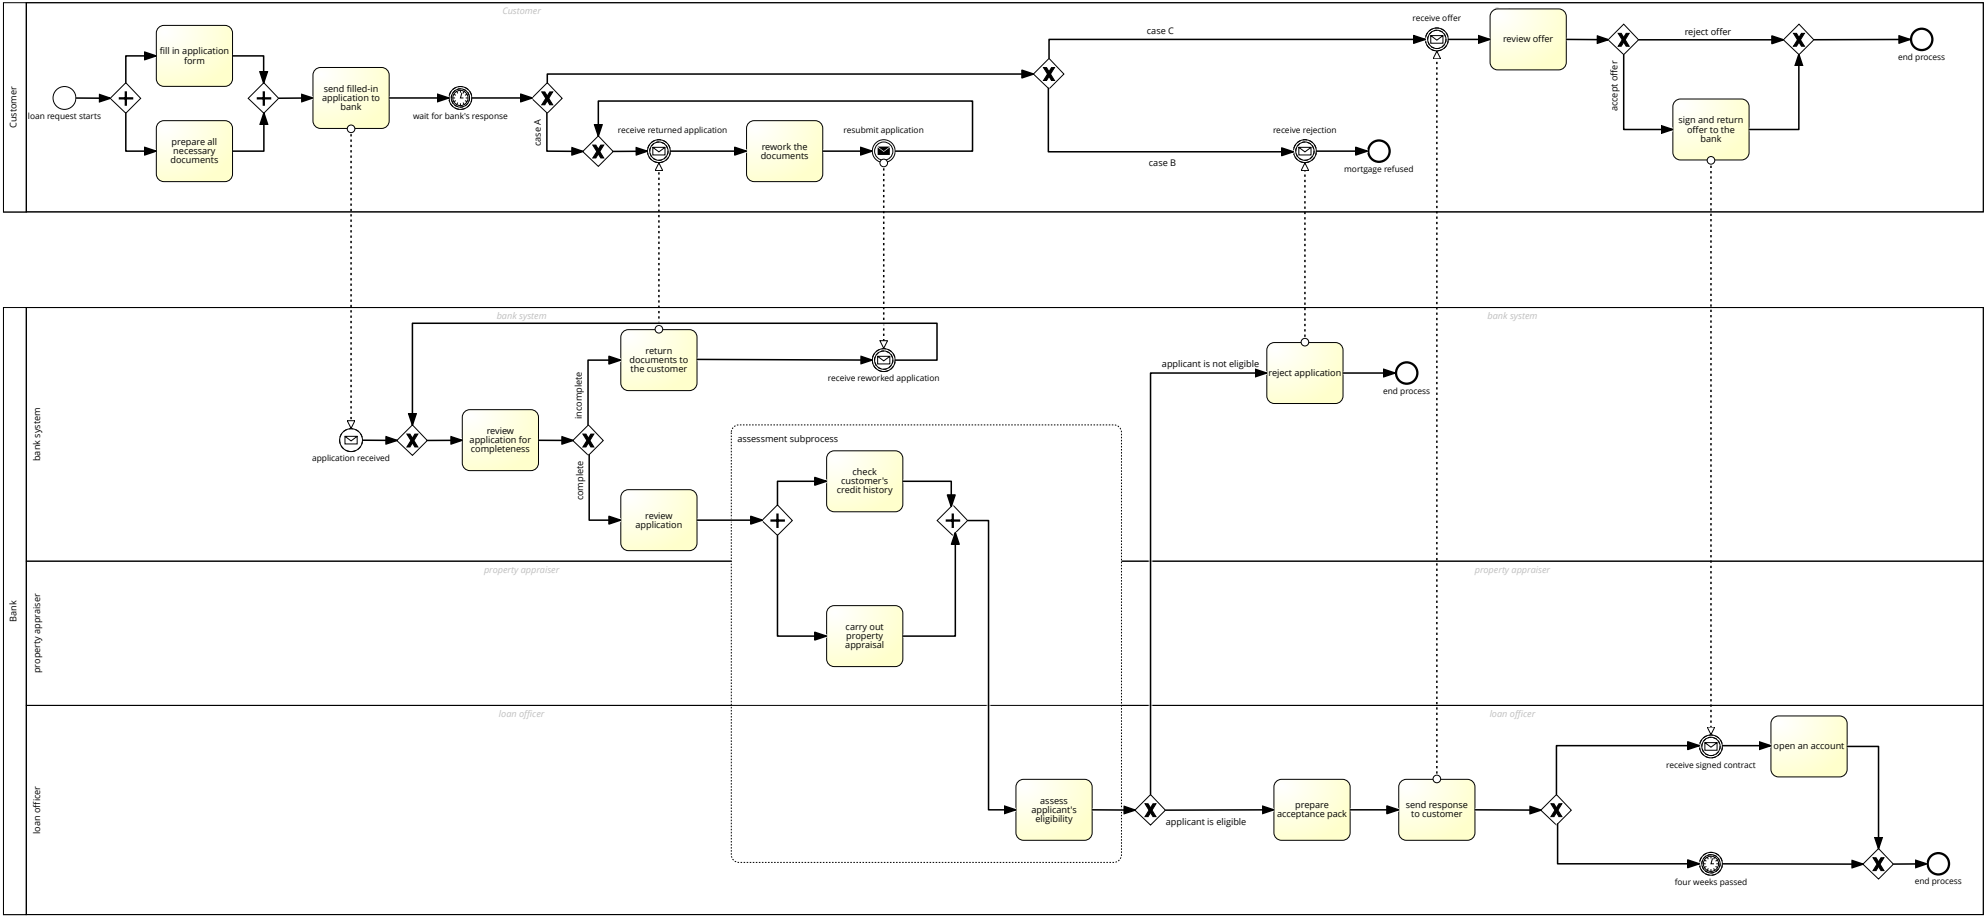 Customer
Customer
loan request starts
fill in application
form
prepare all
necessary
documents
send filled-in
application to
bank
wait for bank's response
case A
receive returned application
rework the
documents
resubmit application
case C
case B
receive rejection
mortgage refused
receive offer
review offer
reject offer
accept offer
sign and return
offer to the
bank
end process
Bank
bank system
bank system
bank system
application received
review
application for
completeness
incomplete
complete
return
documents to
the customer
receive reworked application
review
application
assessment subprocess
check
customer's
credit history
applicant is not eligible
reject application
end process
property appraiser
property appraiser
property appraiser
carry out
property
appraisal
loan officer
loan officer
loan officer
assess
applicant's
eligibility
applicant is eligible
prepare
acceptance pack
send response
to customer
receive signed contract
open an account
four weeks passed
end process